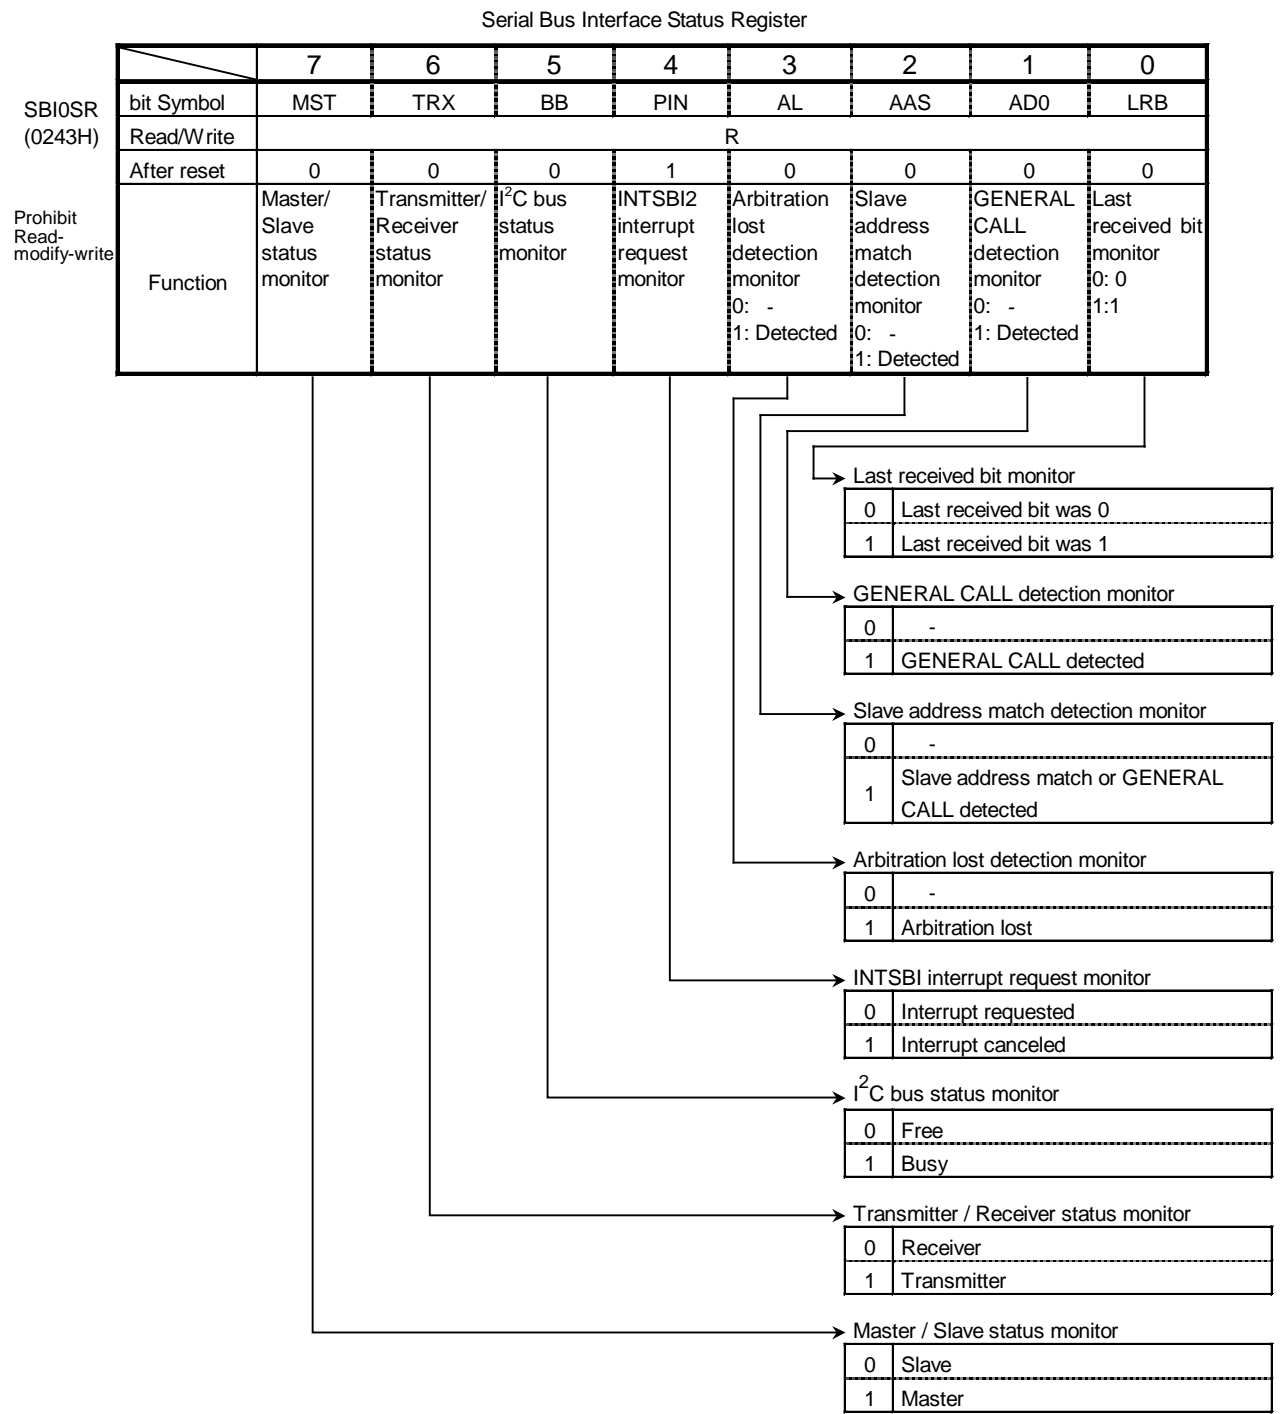 Serial Bus Interface Status Register
7 6 5 4 3 2 1 0
SBI0SR
(0243H)
bit Symbol MST TRX BB PIN AL AAS AD0 LRB
Read/Write R
After reset 0 0 0 1 0 0 0 0
Prohibit
Read-
modify-write
Function
Master/
Slave
status
monitor
Transmitter/
Receiver
status
monitor
I²C bus
status
monitor
INTSBI2
interrupt
request
monitor
Arbitration
lost
detection
monitor
0: -
1: Detected
Slave
address
match
detection
monitor
0: -
1: Detected
GENERAL
CALL
detection
monitor
0: -
1: Detected
Last
received bit
monitor
0: 0
1:1
Last received bit monitor
0 Last received bit was 0
1 Last received bit was 1
GENERAL CALL detection monitor
0 -
1 GENERAL CALL detected
Slave address match detection monitor
0 -
1 Slave address match or GENERAL
CALL detected
Arbitration lost detection monitor
0 -
1 Arbitration lost
INTSBI interrupt request monitor
0 Interrupt requested
1 Interrupt canceled
I²C bus status monitor
0 Free
1 Busy
Transmitter / Receiver status monitor
0 Receiver
1 Transmitter
Master / Slave status monitor
0 Slave
1 Master